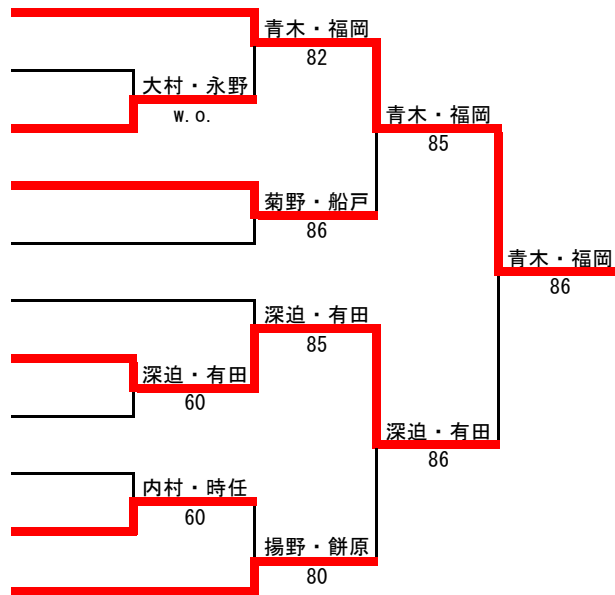 青木・福岡
82
大村・永野
w.o.
青木・福岡
85
菊野・船戸
86
青木・福岡
86
深迫・有田
85
深迫・有田
60
深迫・有田
86
内村・時任
60
揚野・餅原
80